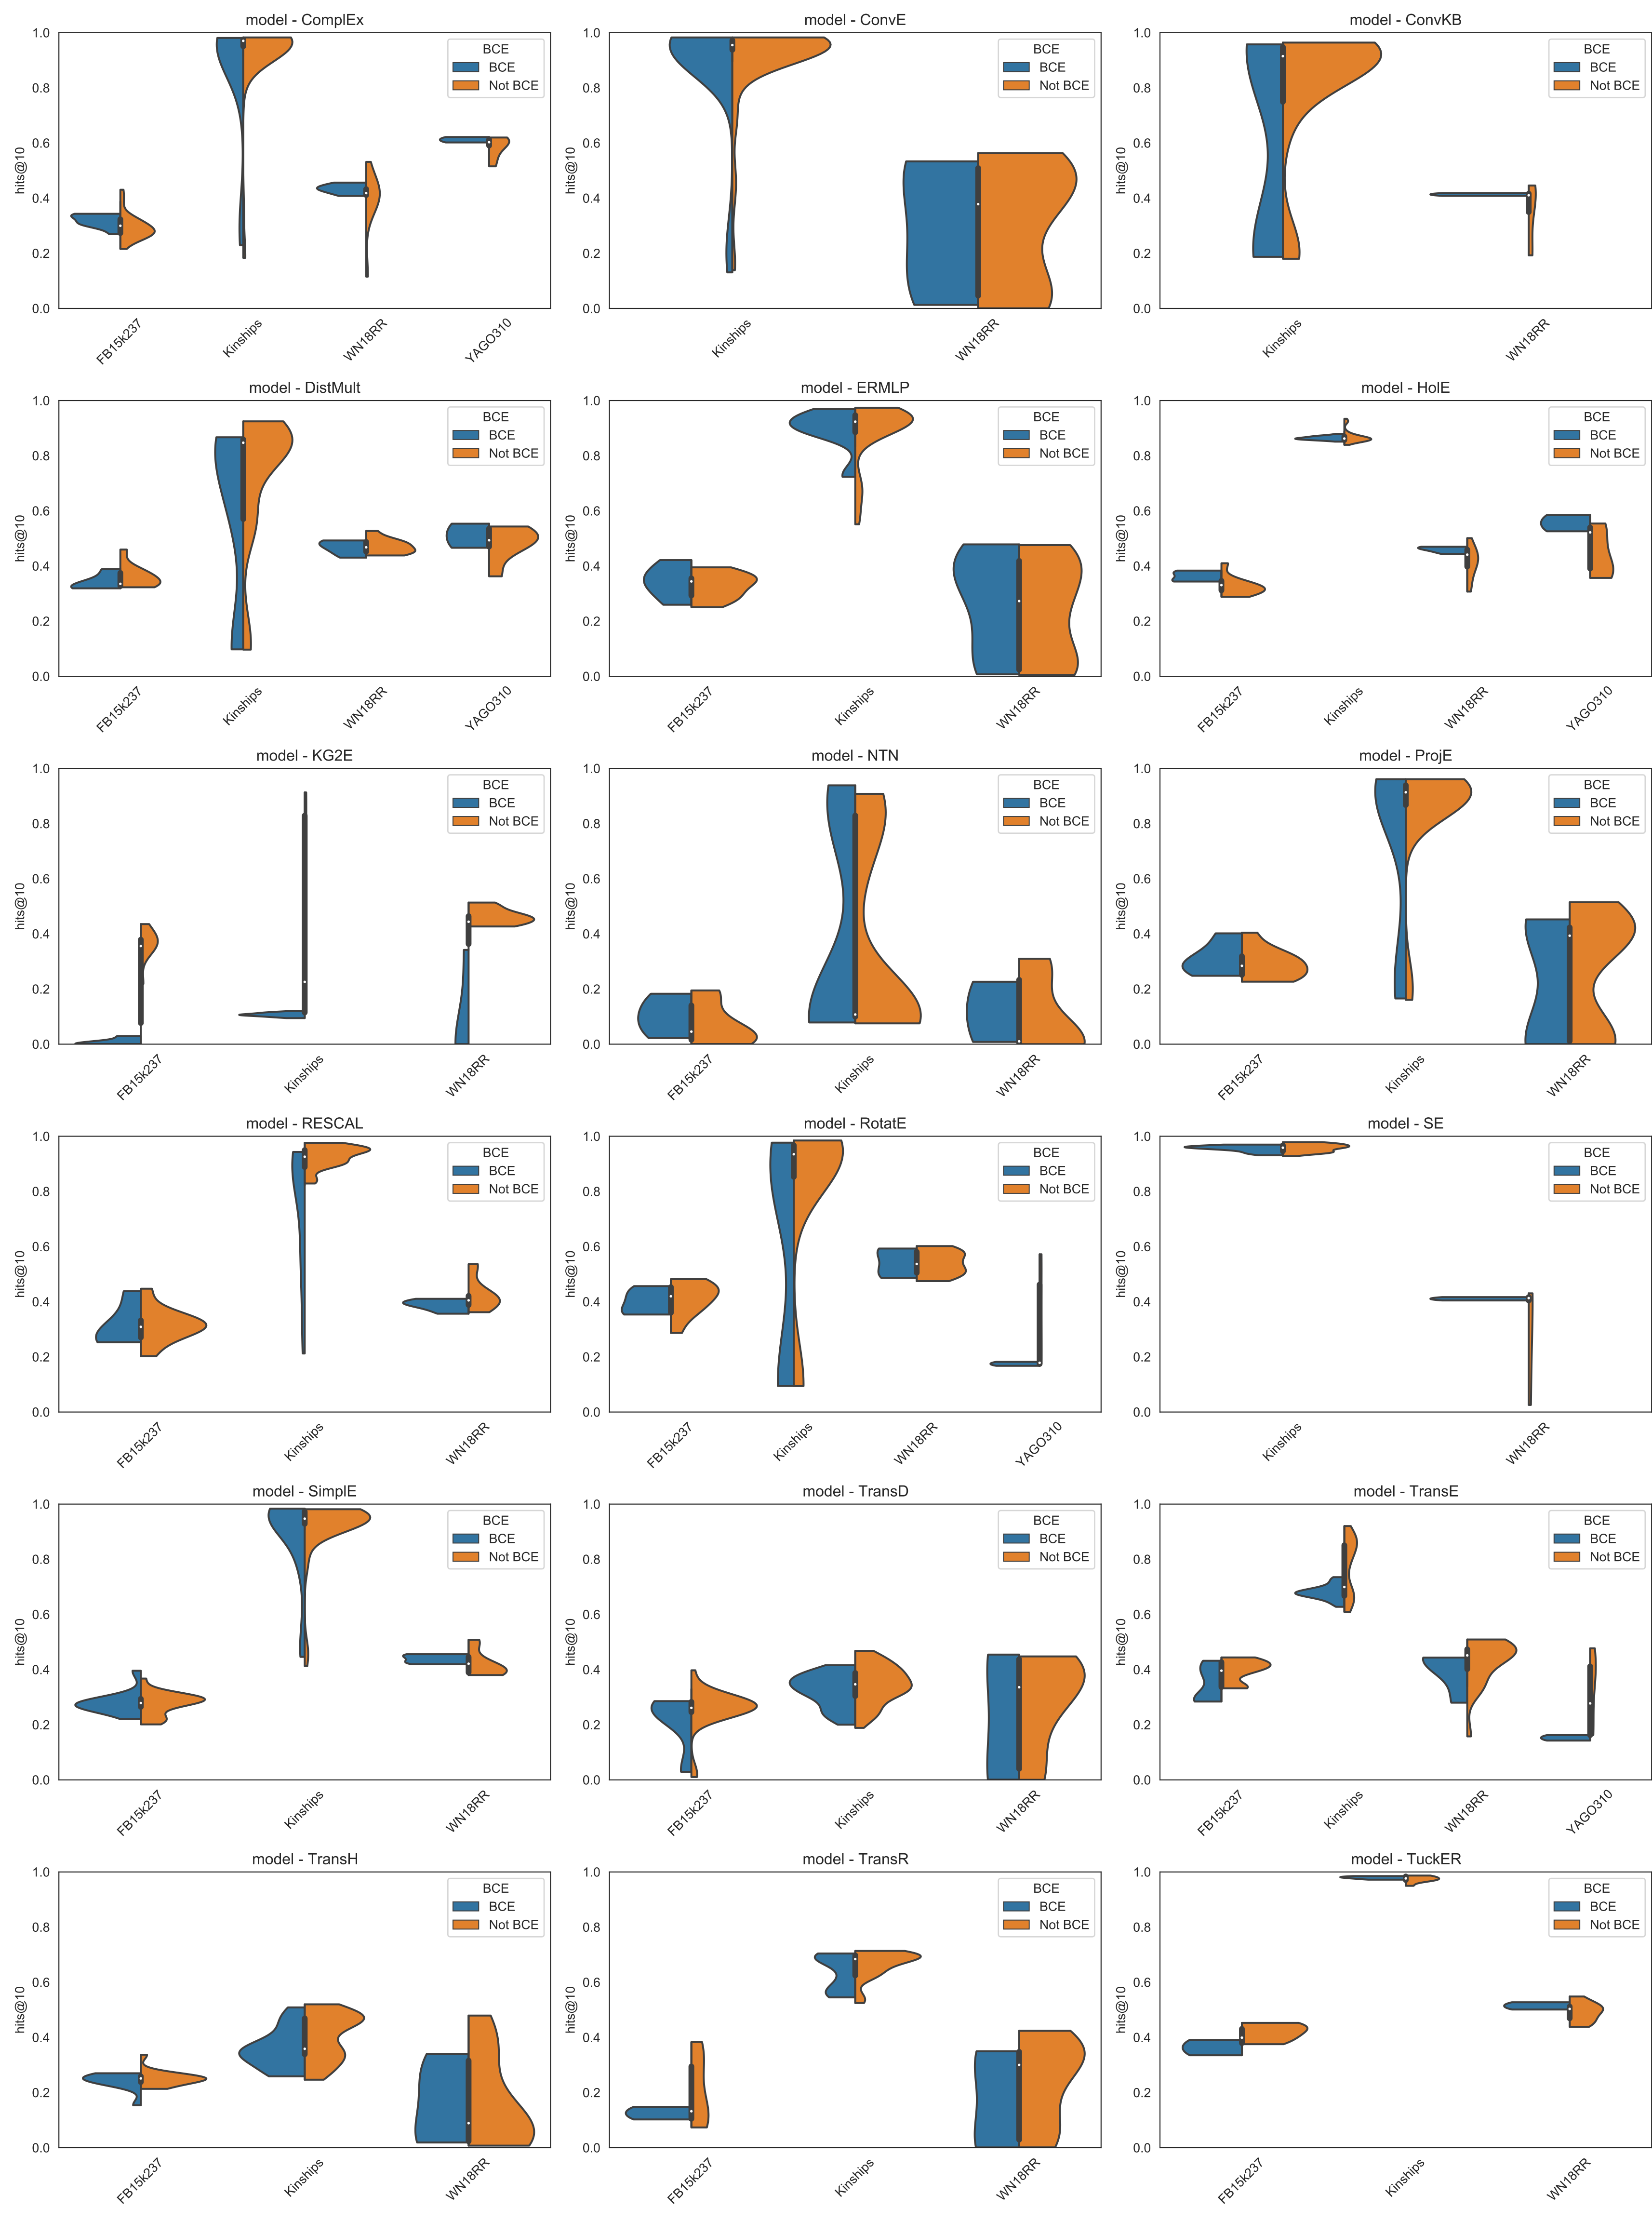 model - ComplEx
model - ConvE
model - ConvKB
hits@10
1.0
0.8
0.6
0.4
0.2
0.0
FB15k237
Kinships
WN18RR
YAGO310
BCE
BCE
Not BCE
hits@10
1.0
0.8
0.6
0.4
0.2
0.0
Kinships
WN18RR
BCE
BCE
Not BCE
hits@10
1.0
0.8
0.6
0.4
0.2
0.0
Kinships
WN18RR
BCE
BCE
Not BCE
model - DistMult
model - ERMLP
model - HolE
hits@10
1.0
0.8
0.6
0.4
0.2
0.0
FB15k237
Kinships
WN18RR
YAGO310
BCE
BCE
Not BCE
hits@10
1.0
0.8
0.6
0.4
0.2
0.0
FB15k237
Kinships
WN18RR
BCE
BCE
Not BCE
hits@10
1.0
0.8
0.6
0.4
0.2
0.0
FB15k237
Kinships
WN18RR
YAGO310
BCE
BCE
Not BCE
model - KG2E
model - NTN
model - ProjE
hits@10
1.0
0.8
0.6
0.4
0.2
0.0
FB15k237
Kinships
WN18RR
BCE
BCE
Not BCE
hits@10
1.0
0.8
0.6
0.4
0.2
0.0
FB15k237
Kinships
WN18RR
BCE
BCE
Not BCE
hits@10
1.0
0.8
0.6
0.4
0.2
0.0
FB15k237
Kinships
WN18RR
BCE
BCE
Not BCE
model - RESCAL
model - RotatE
model - SE
hits@10
1.0
0.8
0.6
0.4
0.2
0.0
FB15k237
Kinships
WN18RR
BCE
BCE
Not BCE
hits@10
1.0
0.8
0.6
0.4
0.2
0.0
FB15k237
Kinships
WN18RR
YAGO310
BCE
BCE
Not BCE
hits@10
1.0
0.8
0.6
0.4
0.2
0.0
Kinships
WN18RR
BCE
BCE
Not BCE
model - SimplE
model - TransD
model - TransE
hits@10
1.0
0.8
0.6
0.4
0.2
0.0
FB15k237
Kinships
WN18RR
BCE
BCE
Not BCE
hits@10
1.0
0.8
0.6
0.4
0.2
0.0
FB15k237
Kinships
WN18RR
BCE
BCE
Not BCE
hits@10
1.0
0.8
0.6
0.4
0.2
0.0
FB15k237
Kinships
WN18RR
YAGO310
BCE
BCE
Not BCE
model - TransH
model - TransR
model - TuckER
hits@10
1.0
0.8
0.6
0.4
0.2
0.0
FB15k237
Kinships
WN18RR
BCE
BCE
Not BCE
hits@10
1.0
0.8
0.6
0.4
0.2
0.0
FB15k237
Kinships
WN18RR
BCE
BCE
Not BCE
hits@10
1.0
0.8
0.6
0.4
0.2
0.0
FB15k237
Kinships
WN18RR
BCE
BCE
Not BCE